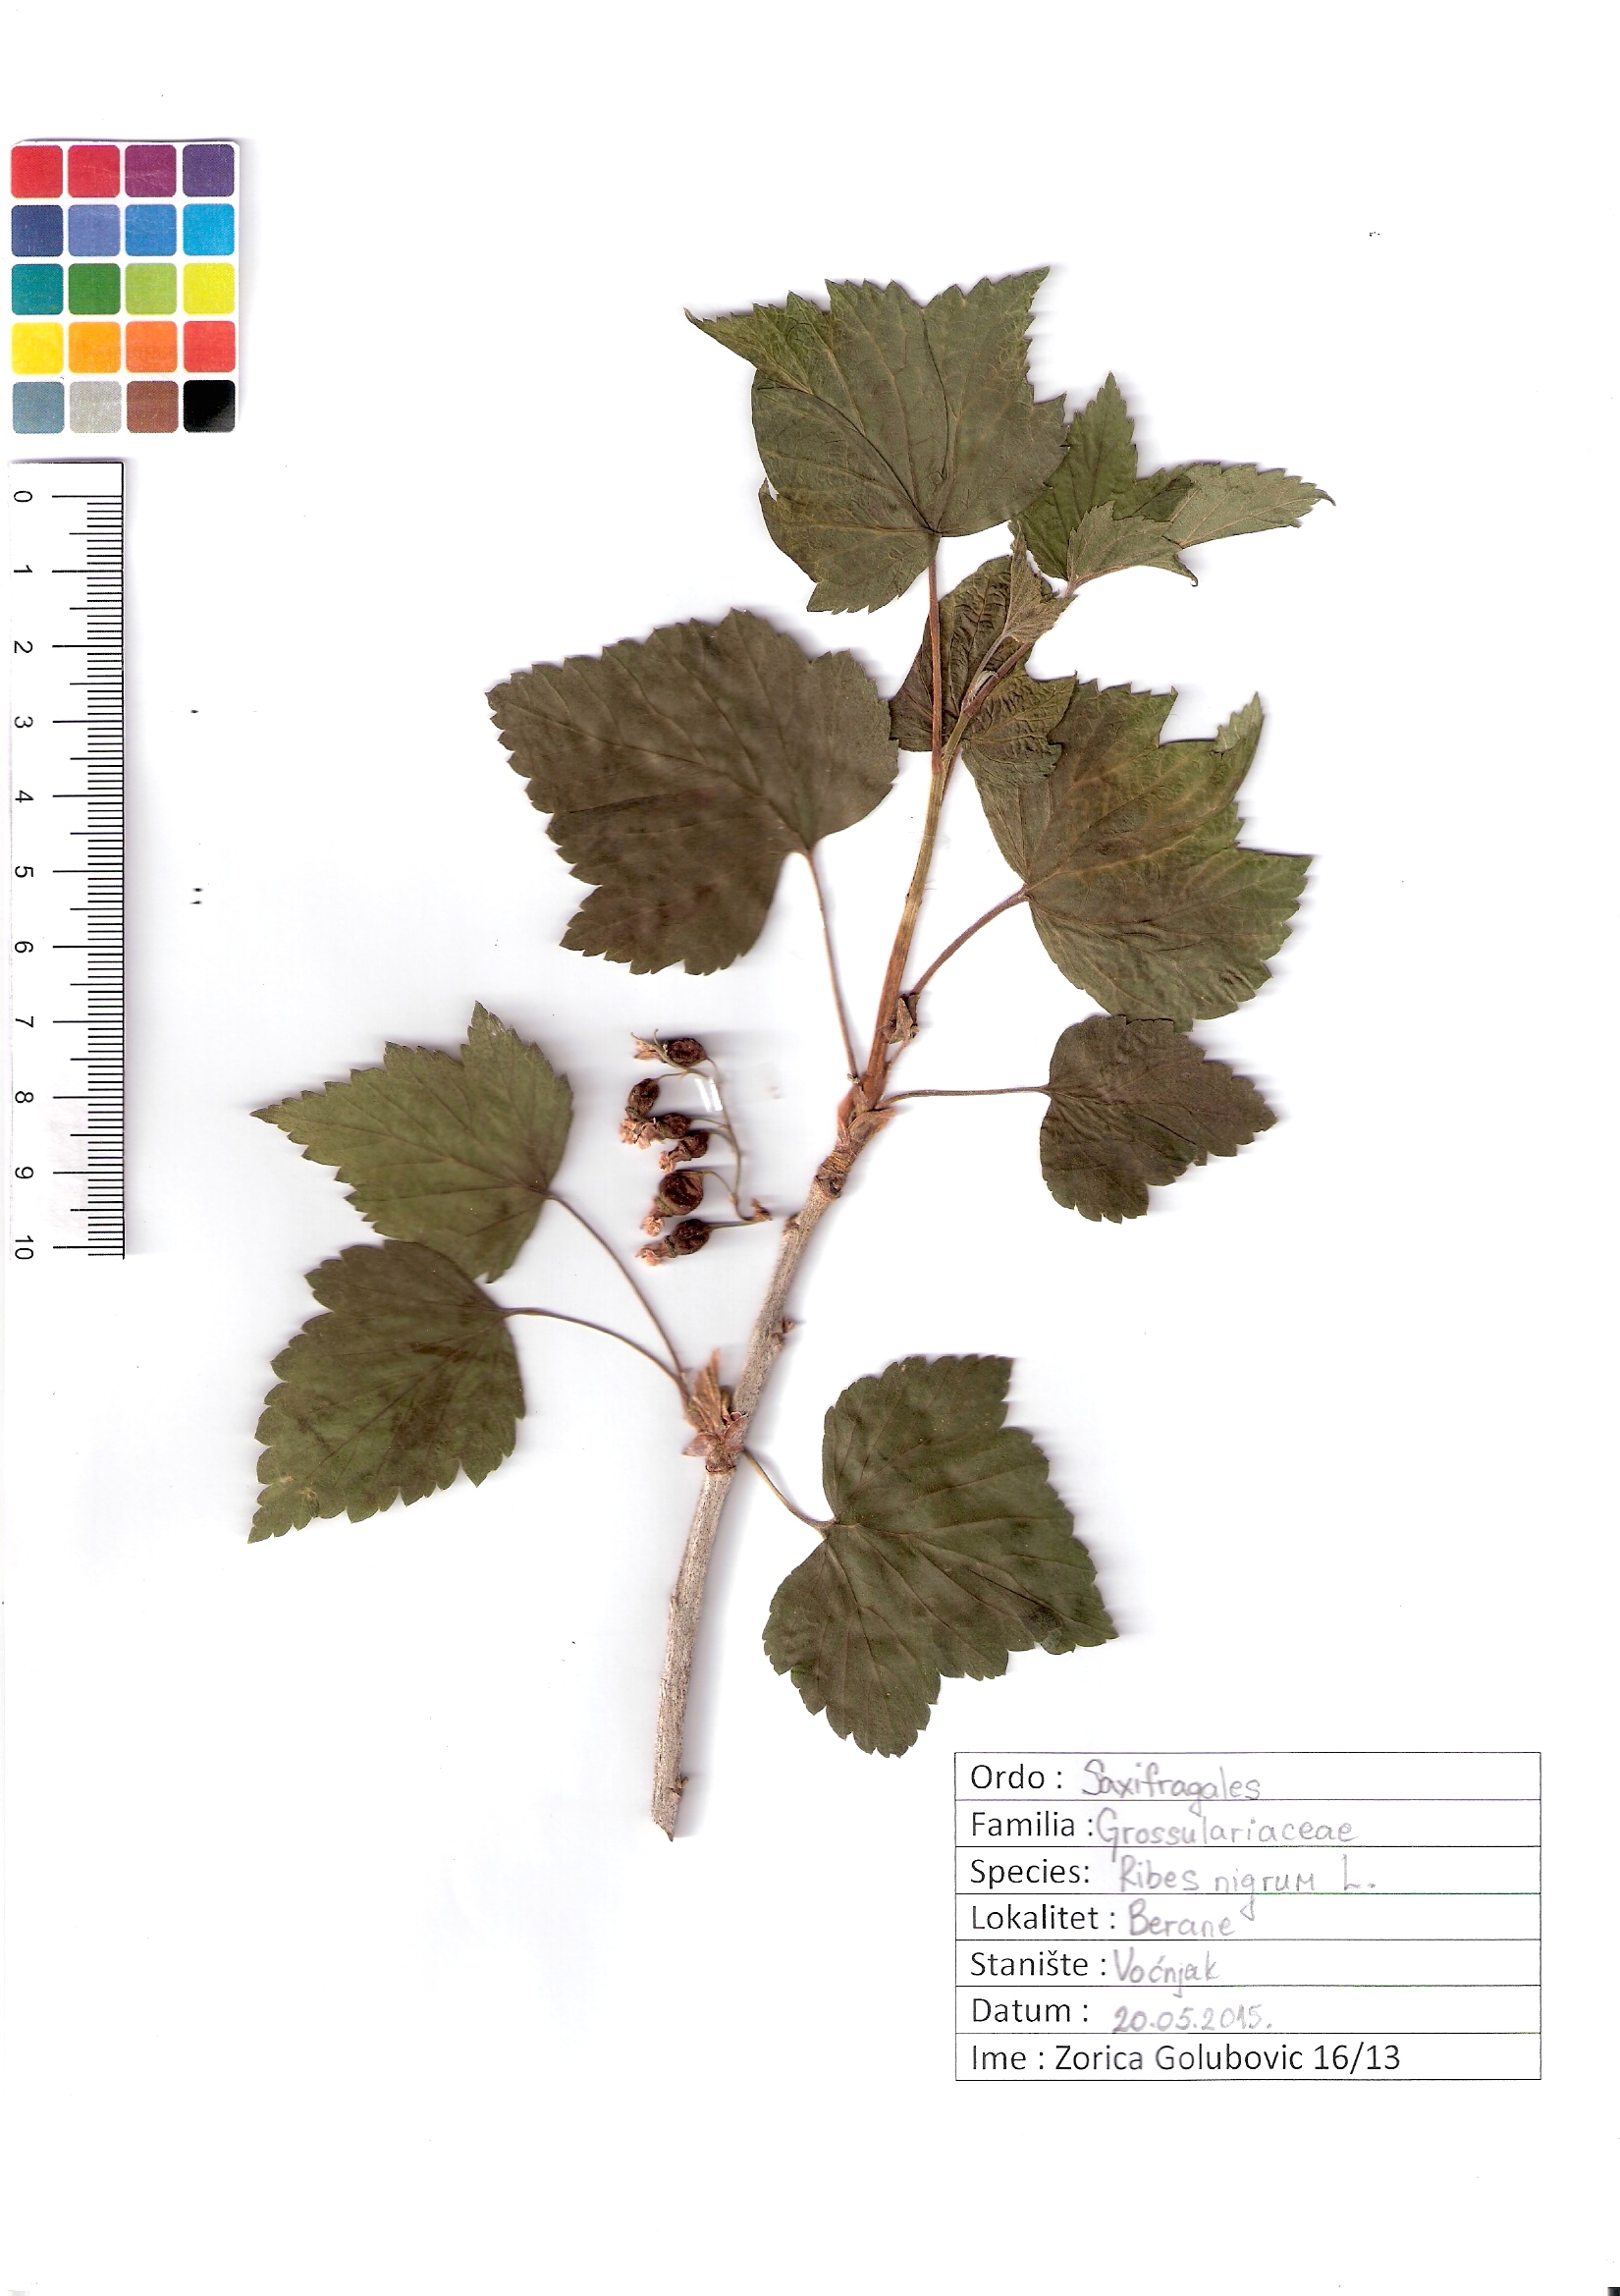 0
1
2
3
4
5
6
7
8
9
10
Ordo : Saxifragales
Familia : Grossulariaceae
Species: Ribes nigrum L.
Lokalitet : Berane
Stanište : Voćnjak
Datum : 20.05.2015.
Ime : Zorica Golubovic 16/13